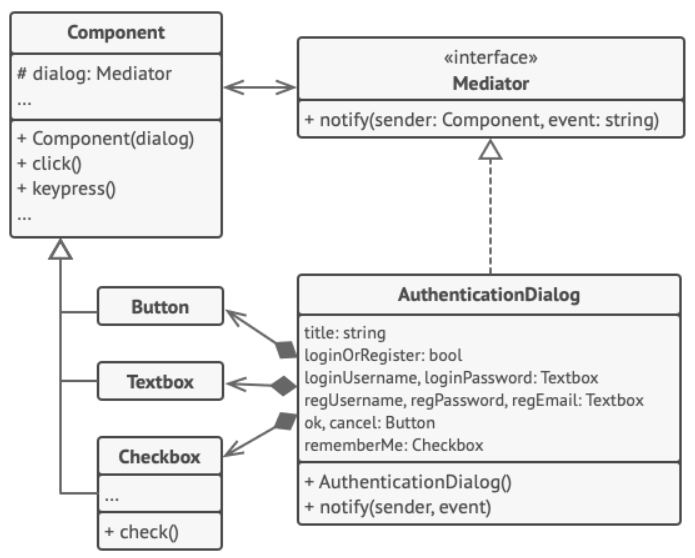 Component
# dialog: Mediator
...
+ Component(dialog)
+ click()
+ keypress()
...
«interface»
Mediator
+ notify(sender: Component, event: string)
Button
Textbox
Checkbox
...
+ check()
AuthenticationDialog
title: string
loginOrRegister: bool
loginUsername, loginPassword: Textbox
regUsername, regPassword, regEmail: Textbox
ok, cancel: Button
rememberMe: Checkbox
+ AuthenticationDialog()
+ notify(sender, event)